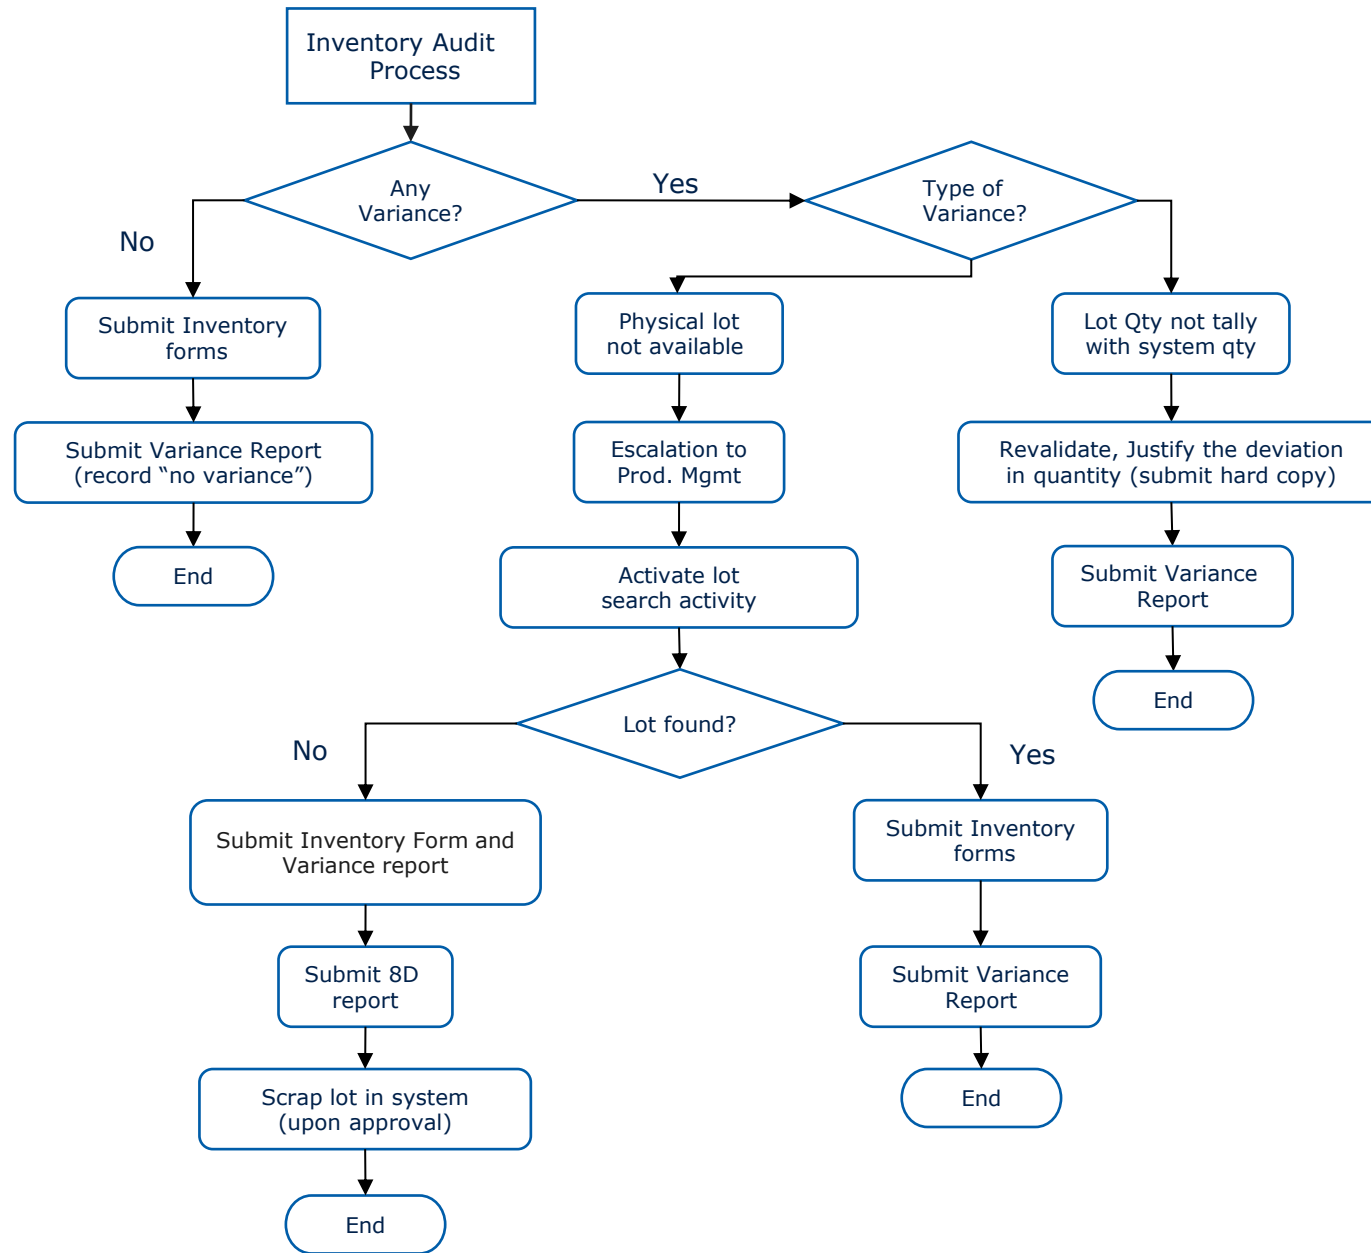 Inventory Audit
Process
Any
Variance?
Yes
Type of
Variance?
No
Submit Inventory
forms
Physical lot
not available
Lot Qty not tally
with system qty
Submit Variance Report
(record “no variance”)
Escalation to
Prod. Mgmt
Revalidate, Justify the deviation
in quantity (submit hard copy)
End
Activate lot
search activity
Submit Variance
Report
End
Lot found?
No
Yes
Submit Inventory Form and
Variance report
Submit Inventory
forms
Submit 8D
report
Submit Variance
Report
Scrap lot in system
(upon approval)
End
End